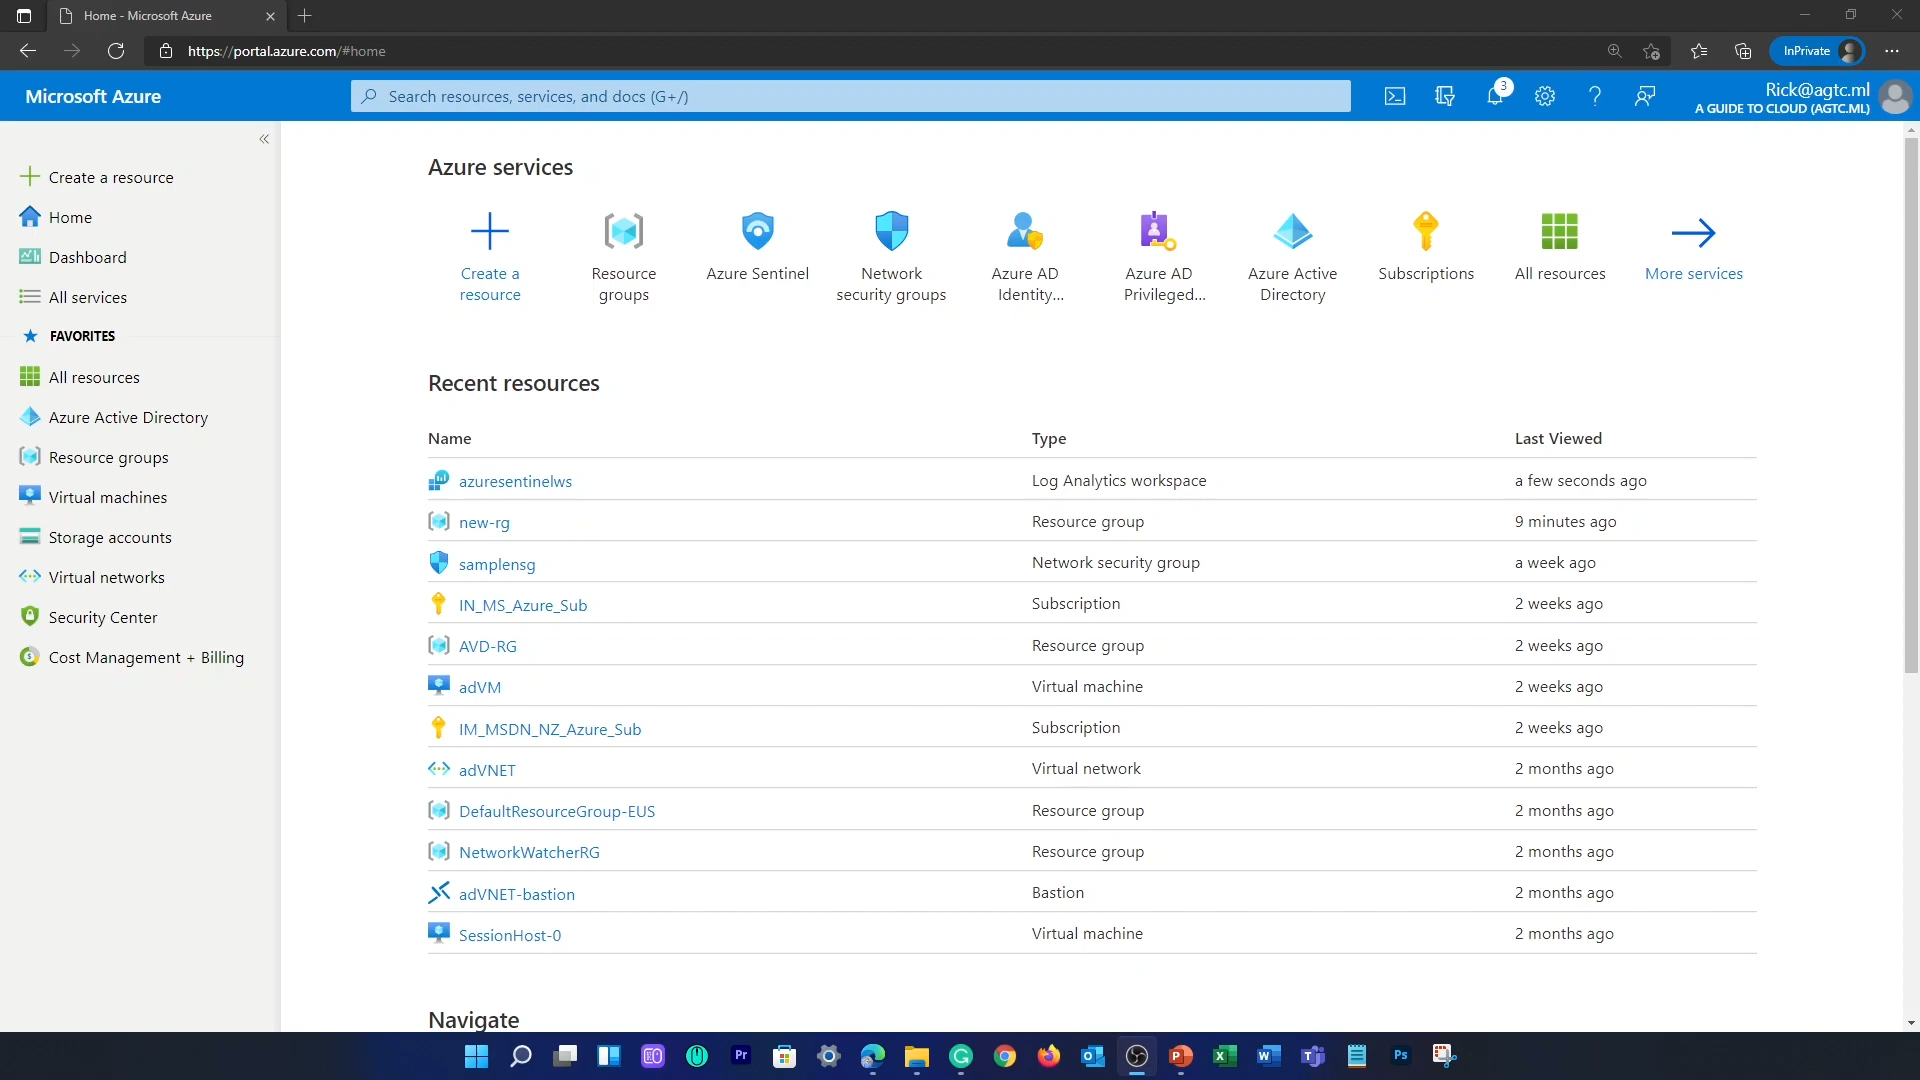 Home - Microsoft Azure
https://portal.azure.com/#home
InPrivate
Microsoft Azure
Search resources, services, and docs (G+/)
3
Rick@agtc.ml
A GUIDE TO CLOUD (AGTC.ML)
Create a resource
Home
Dashboard
All services
FAVORITES
All resources
Azure Active Directory
Resource groups
Virtual machines
Storage accounts
Virtual networks
Security Center
Cost Management + Billing
Azure services
Create a
resource
Resource
groups
Azure Sentinel
Network
security groups
Azure AD
Identity...
Azure AD
Privileged...
Azure Active
Directory
Subscriptions
All resources
More services
Recent resources
Name Type Last Viewed
azuresentinelws Log Analytics workspace a few seconds ago
new-rg Resource group 9 minutes ago
samplensg Network security group a week ago
IN_MS_Azure_Sub Subscription 2 weeks ago
AVD-RG Resource group 2 weeks ago
adVM Virtual machine 2 weeks ago
IM_MSDN_NZ_Azure_Sub Subscription 2 weeks ago
adVNET Virtual network 2 months ago
DefaultResourceGroup-EUS Resource group 2 months ago
NetworkWatcherRG Resource group 2 months ago
adVNET-bastion Bastion 2 months ago
SessionHost-0 Virtual machine 2 months ago
Navigate
Pr
P
X
W
T
Ps